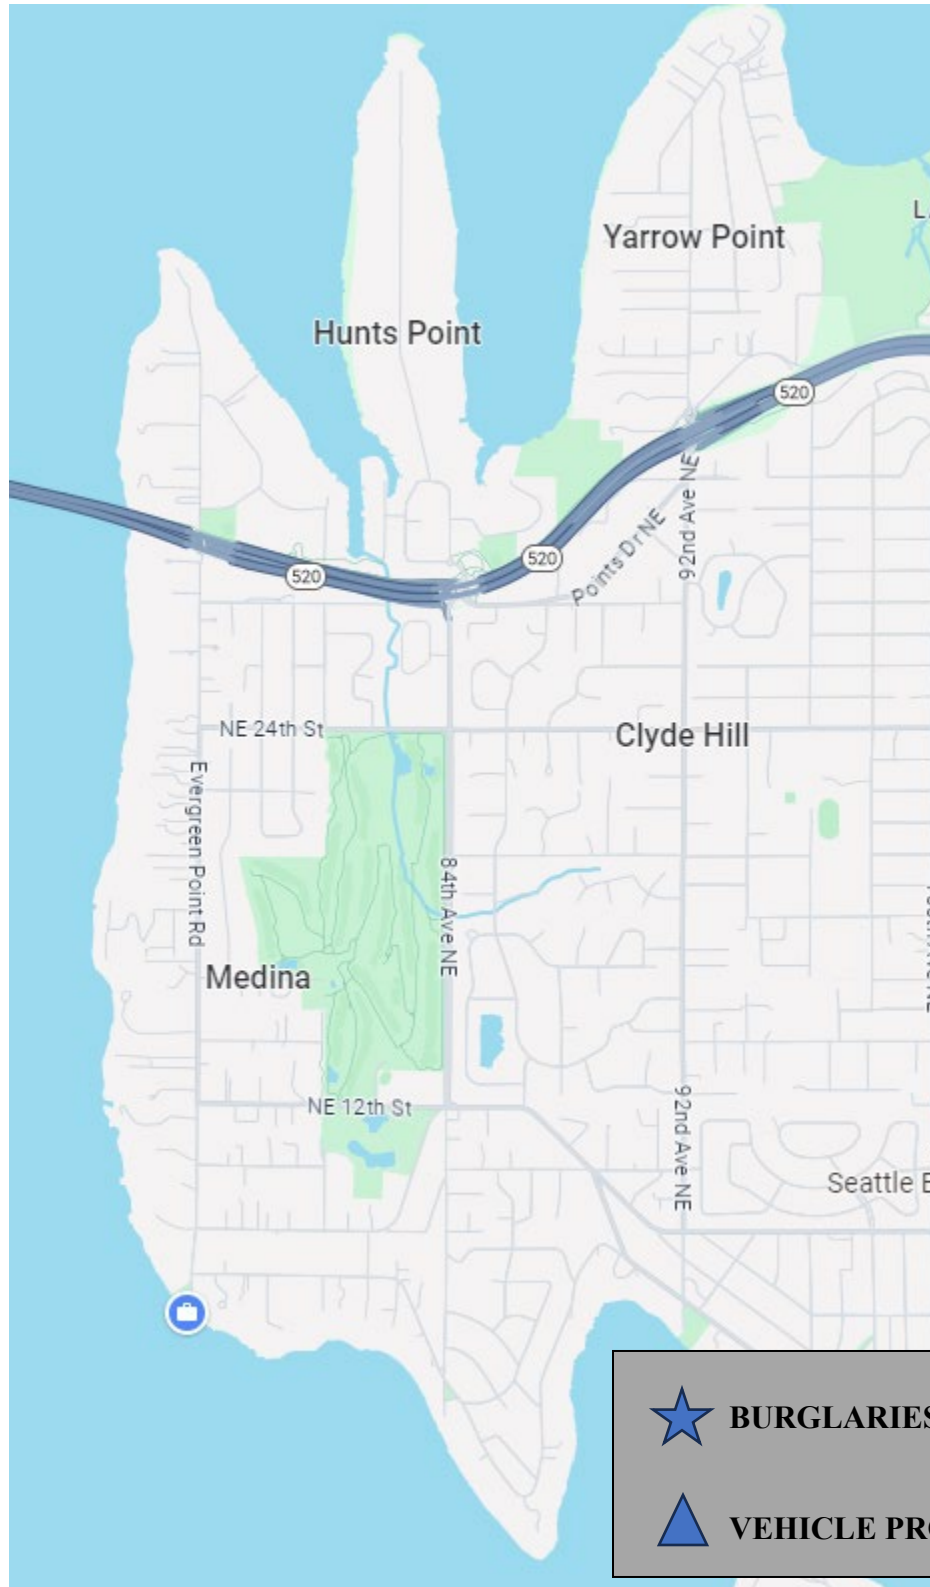 Yarrow Point
Hunts Point
520
520
520
92nd Ave NE
Points Dr NE
NE 24th St
Clyde Hill
Evergreen Point Rd
84th Ave NE
Medina
NE 12th St
92nd Ave NE
Seattle
BURGLARIES
VEHICLE